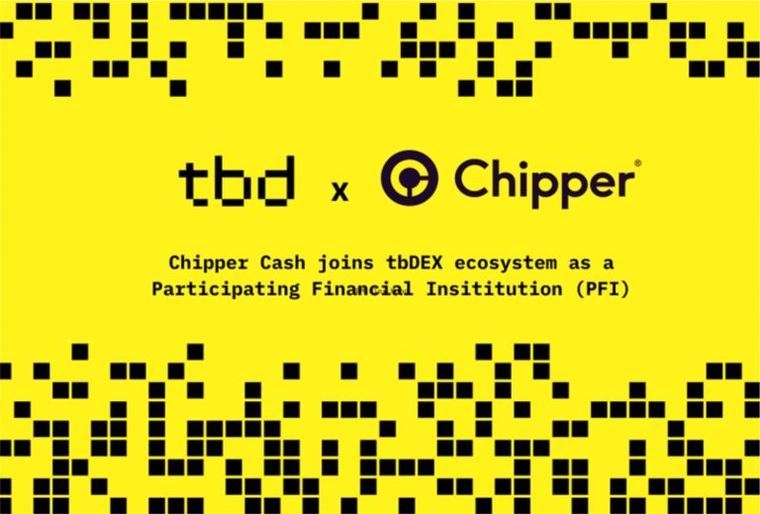 tbd x Chipper®
Chipper Cash joins tbDEX ecosystem as a
Participating Financial Insititution (PFI)